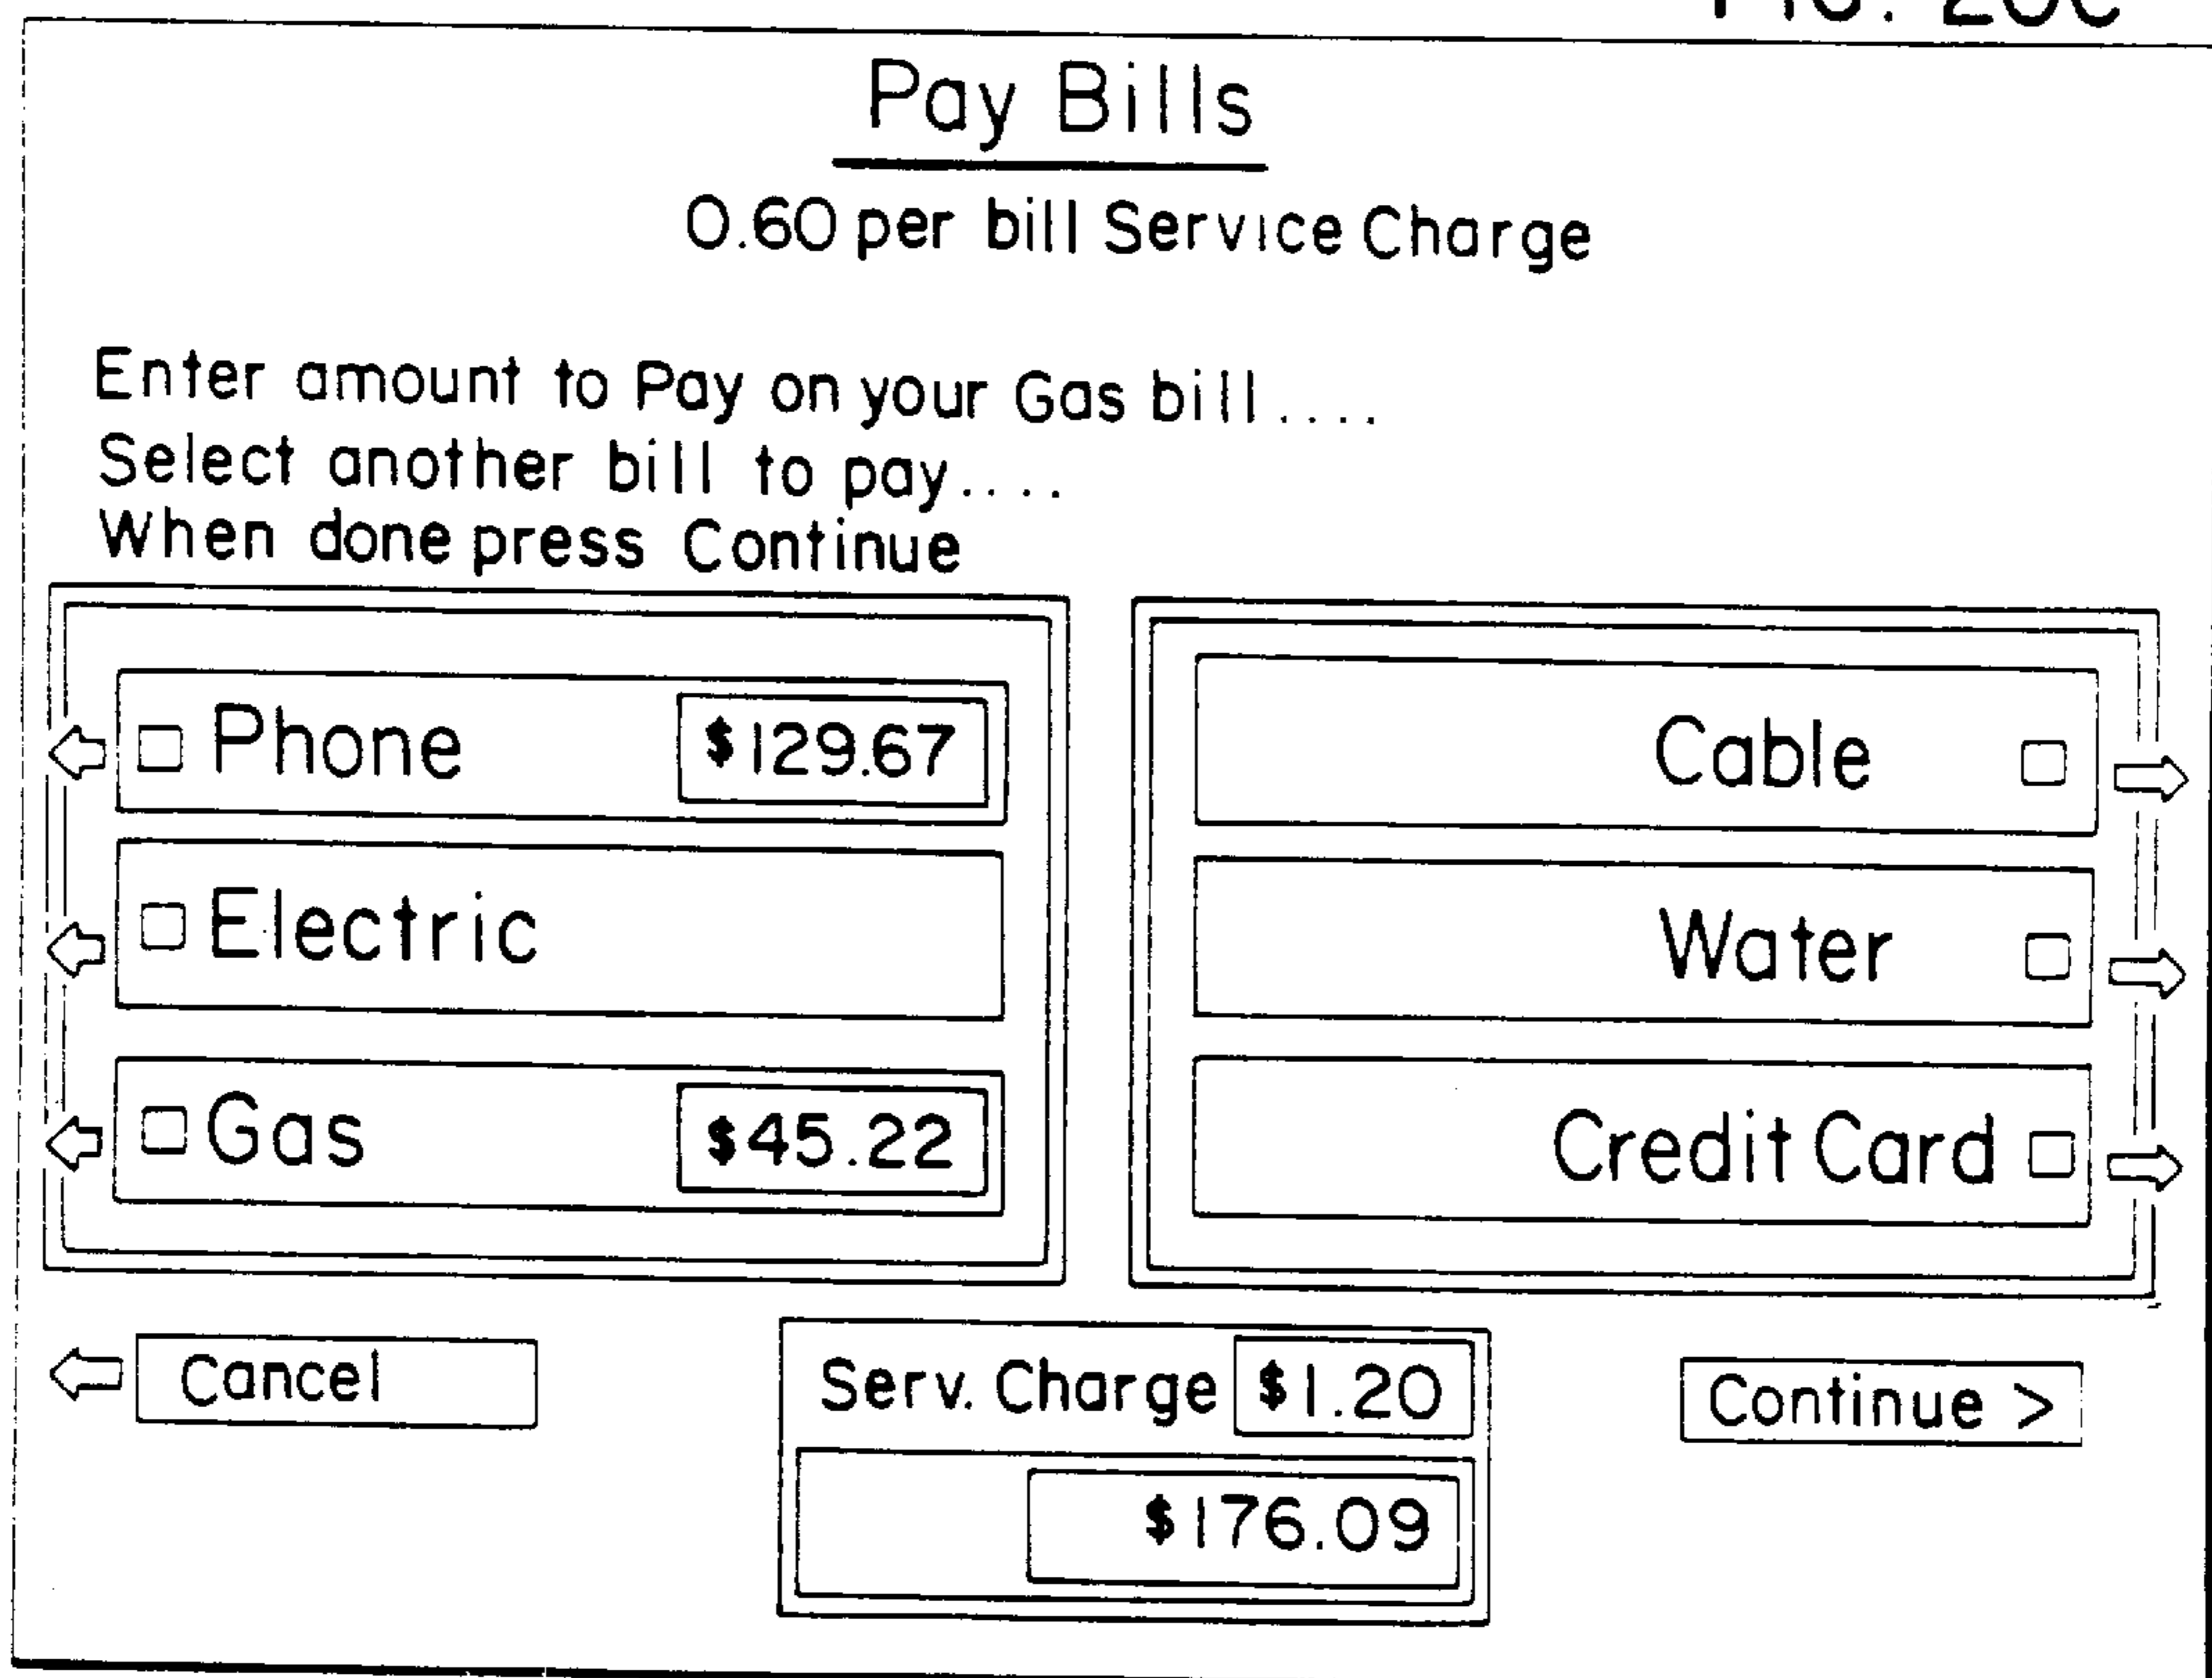 Pay Bills
0.60 per bill Service Charge
Enter amount to Pay on your Gas bill....
Select another bill to pay....
When done press Continue
Phone $129.67
Electric
Gas $45.22
Cable
Water
Credit Card
Cancel
Serv. Charge $1.20
$176.09
Continue >